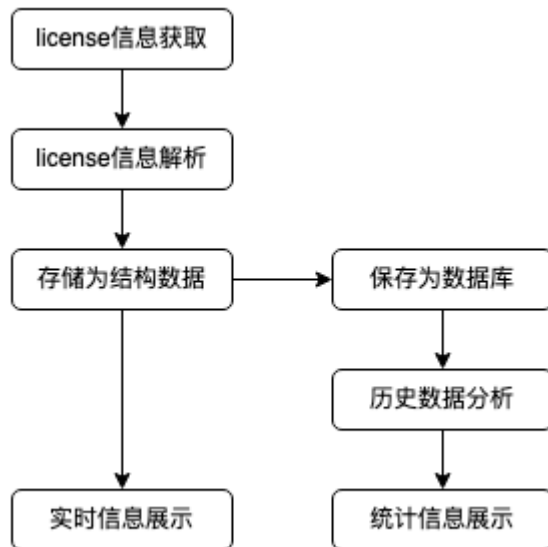 license信息获取
license信息解析
存储为结构数据
保存为数据库
历史数据分析
实时信息展示
统计信息展示